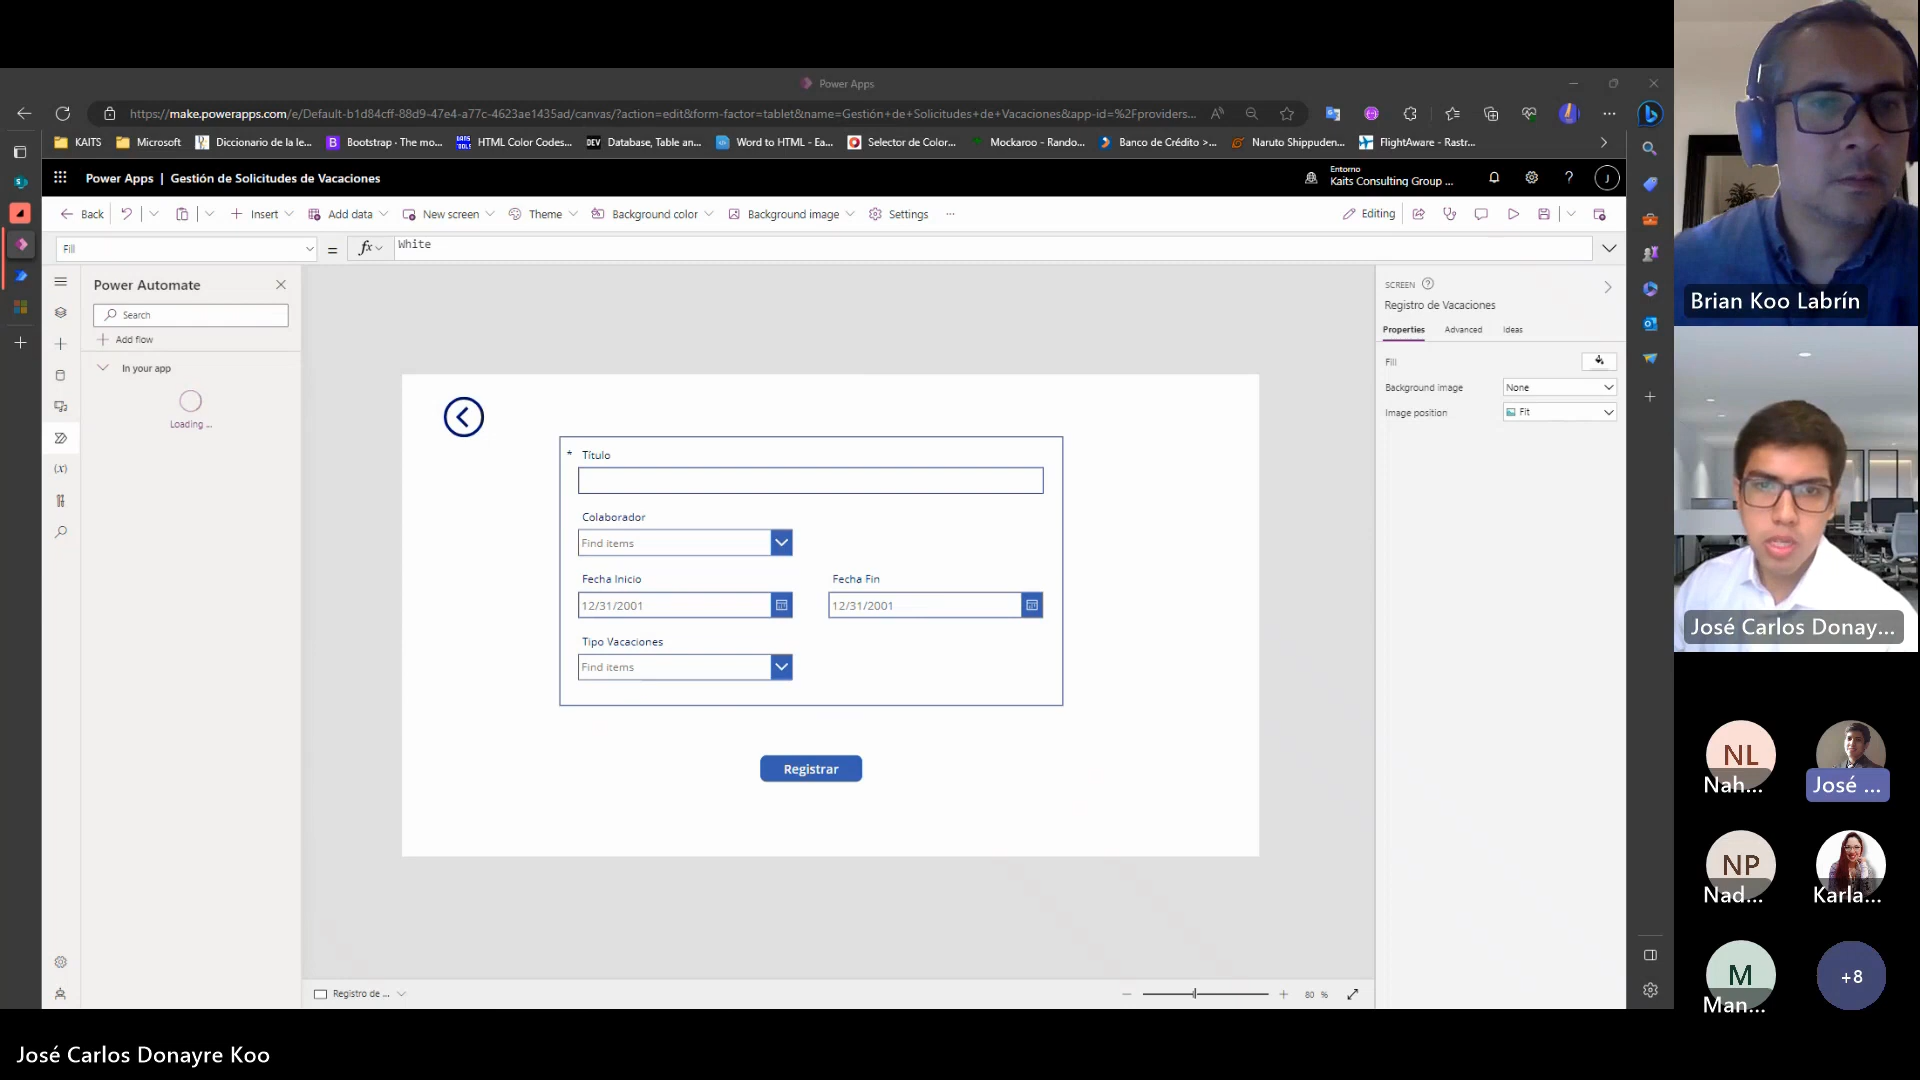 Power Apps
https://make.powerapps.com/e/Default-b1d84cff-88d9-47e4-a77c-4623ae1435ad/canvas/?action=edit&form-factor=tablet&name=Gestión+de+Solicitudes+de+Vacaciones&app-id=%2Fproviders...
KAITS
Microsoft
Diccionario de la le...
Bootstrap · The mo...
HTML Color Codes...
Database, Table an...
Word to HTML - Ea...
Selector de Color...
Mockaroo - Rando...
Banco de Crédito >...
Naruto Shippuden...
FlightAware - Rastr...
Power Apps | Gestión de Solicitudes de Vacaciones
Entorno
Kaits Consulting Group ...
? J
Back
Insert
Add data
New screen
Theme
Background color
Background image
Settings
...
Editing
Fill
= fx White
Power Automate
Search
Add flow
In your app
Loading ...
* Título
Colaborador
Find items
Fecha Inicio
Fecha Fin
12/31/2001
12/31/2001
Tipo Vacaciones
Find items
Registrar
SCREEN
Registro de Vacaciones
Properties
Advanced
Ideas
Fill
Background image
None
Image position
Fit
Registro de ...
80 %
Brian Koo Labrín
José Carlos Donay...
NL
Nah...
José ...
NP
Nad...
Karla...
M
Man...
+8
José Carlos Donayre Koo